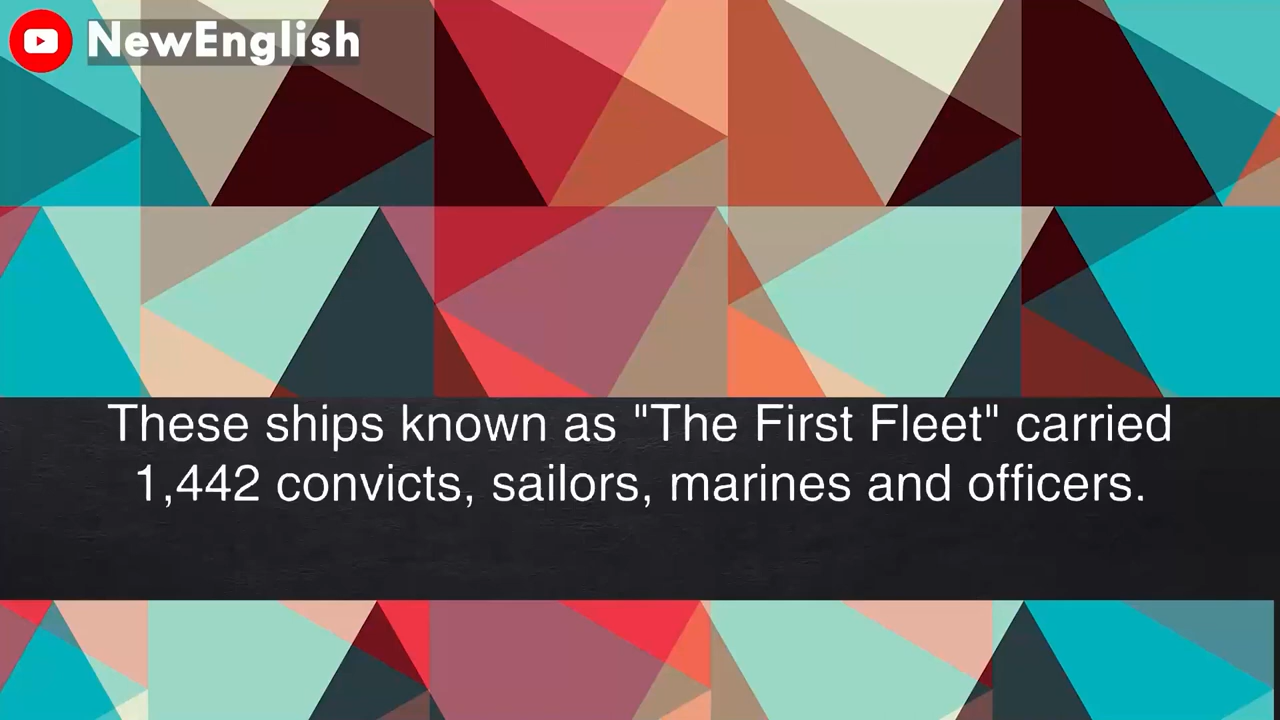 NewEnglish
These ships known as "The First Fleet" carried
1,442 convicts, sailors, marines and officers.